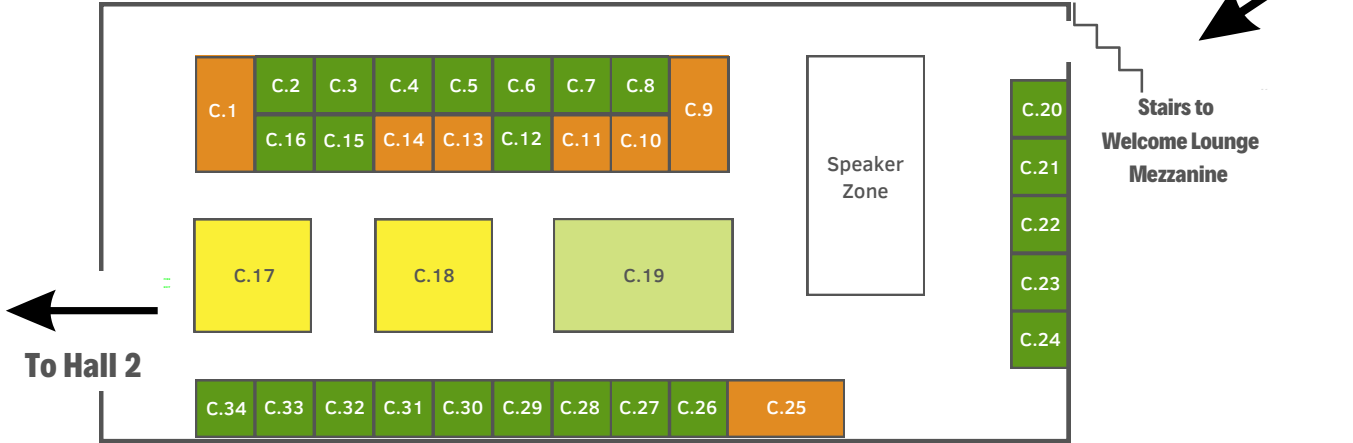 C.1
C.2
C.3
C.4
C.5
C.6
C.7
C.8
C.9
C.16
C.15
C.14
C.13
C.12
C.11
C.10
Speaker
Zone
C.20
C.21
C.22
C.23
C.24
Stairs to
Welcome Lounge
Mezzanine
C.17
C.18
C.19
To Hall 2
C.34
C.33
C.32
C.31
C.30
C.29
C.28
C.27
C.26
C.25